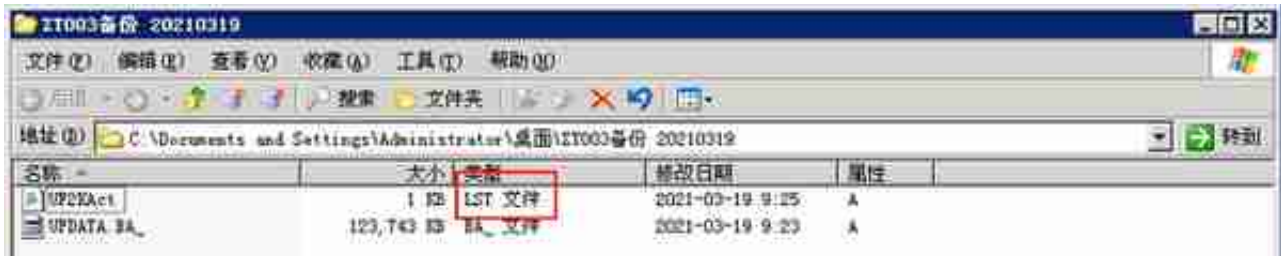 ZT003备份 20210319
文件(F) 编辑(E) 查看(V) 收藏(A) 工具(T) 帮助(H)
后退 搜索 文件夹
地址(D) C:\Documents and Settings\Administrator\桌面\ZT003备份 20210319 转到
名称 大小 类型 修改日期 属性
UF2KAct 1 KB LST 文件 2021-03-19 9:25 A
UFDATA.BA_ 123,743 KB BA_ 文件 2021-03-19 9:23 A